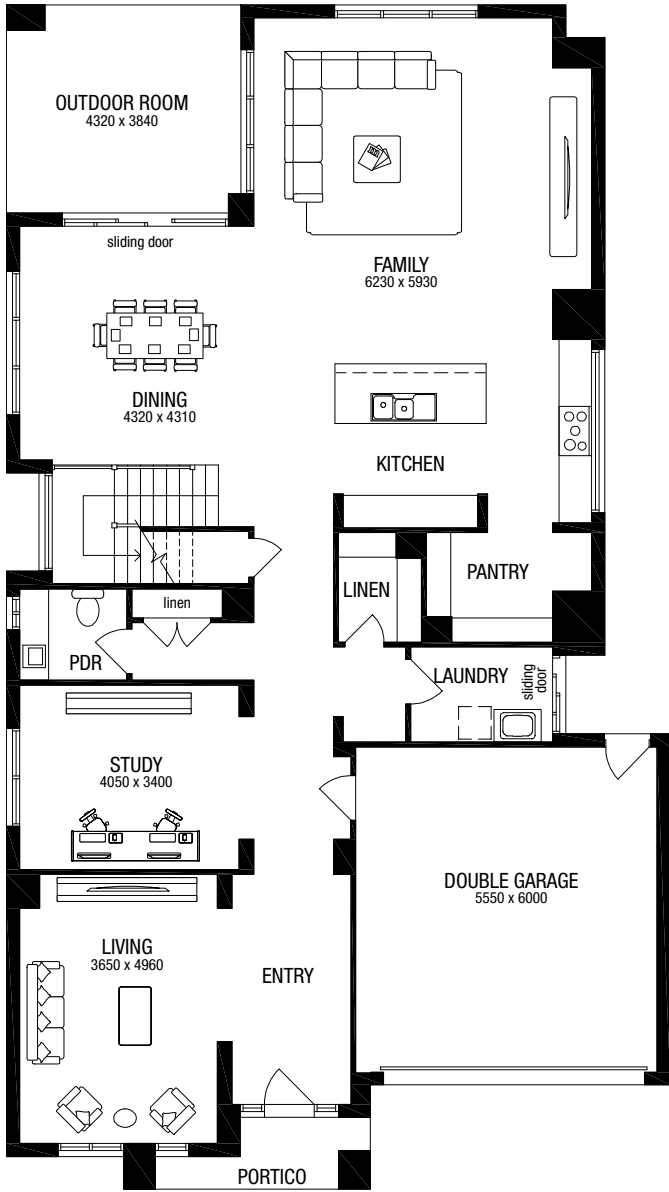 OUTDOOR ROOM
4320 x 3840
sliding door
FAMILY
6230 x 5930
DINING
4320 x 4310
KITCHEN
PANTRY
LINEN
linen
PDR
LAUNDRY
sliding
door
STUDY
4050 x 3400
DOUBLE GARAGE
5550 x 6000
LIVING
3650 x 4960
ENTRY
PORTICO